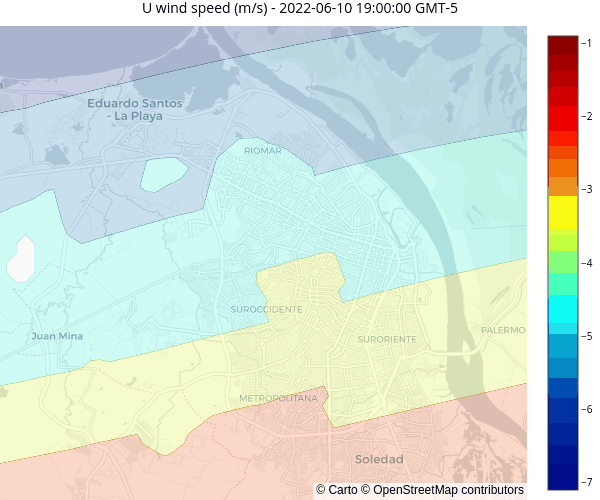 U wind speed (m/s) - 2022-06-10 19:00:00 GMT-5
−1
Eduardo Santos
- La Playa
RIOMAR
−2
−3
−4
SUROCCIDENTE
Juan Mina
SURORIENTE
PALERMO
−5
METROPOLITANA
−6
Soledad
−7
© Carto © OpenStreetMap contributors